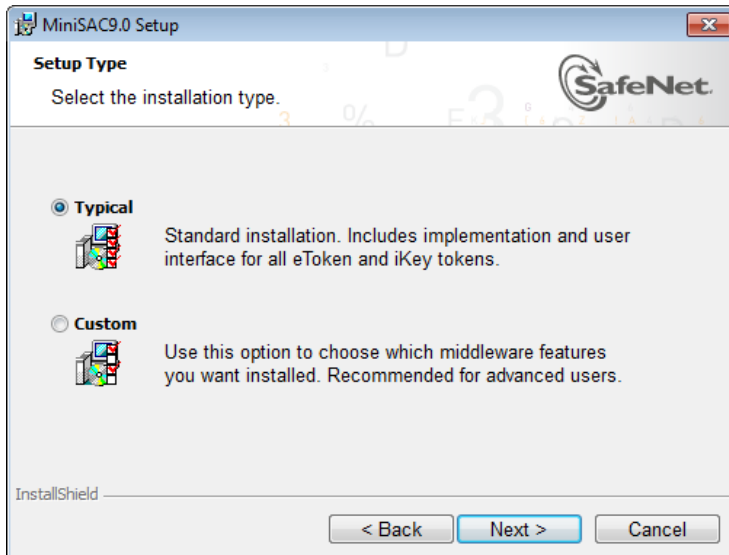 MiniSAC9.0 Setup
Setup Type
Select the installation type.
SafeNet.
Typical
Standard installation. Includes implementation and user
interface for all eToken and iKey tokens.
Custom
Use this option to choose which middleware features
you want installed. Recommended for advanced users.
InstallShield
< Back
Next >
Cancel